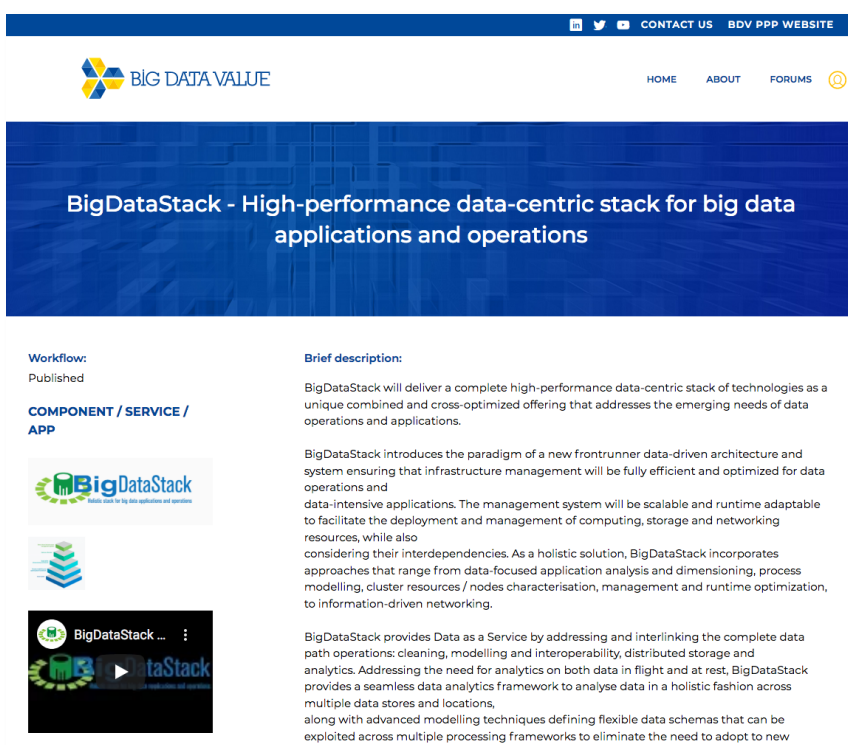 in CONTACT US BDV PPP WEBSITE
BIG DATA VALUE
HOME ABOUT FORUMS
BigDataStack - High-performance data-centric stack for big data
applications and operations
Workflow:
Published
COMPONENT / SERVICE /
APP
BigDataStack
Holistic stack for big data applications and operations
BigDataStack ...
BigDataStack
Brief description:
BigDataStack will deliver a complete high-performance data-centric stack of technologies as a
unique combined and cross-optimized offering that addresses the emerging needs of data
operations and applications.
BigDataStack introduces the paradigm of a new frontrunner data-driven architecture and
system ensuring that infrastructure management will be fully efficient and optimized for data
operations and
data-intensive applications. The management system will be scalable and runtime adaptable
to facilitate the deployment and management of computing, storage and networking
resources, while also
considering their interdependencies. As a holistic solution, BigDataStack incorporates
approaches that range from data-focused application analysis and dimensioning, process
modelling, cluster resources / nodes characterisation, management and runtime optimization,
to information-driven networking.
BigDataStack provides Data as a Service by addressing and interlinking the complete data
path operations: cleaning, modelling and interoperability, distributed storage and
analytics. Addressing the need for analytics on both data in flight and at rest, BigDataStack
provides a seamless data analytics framework to analyse data in a holistic fashion across
multiple data stores and locations,
along with advanced modelling techniques defining flexible data schemas that can be
exploited across multiple processing frameworks to eliminate the need to adopt to new